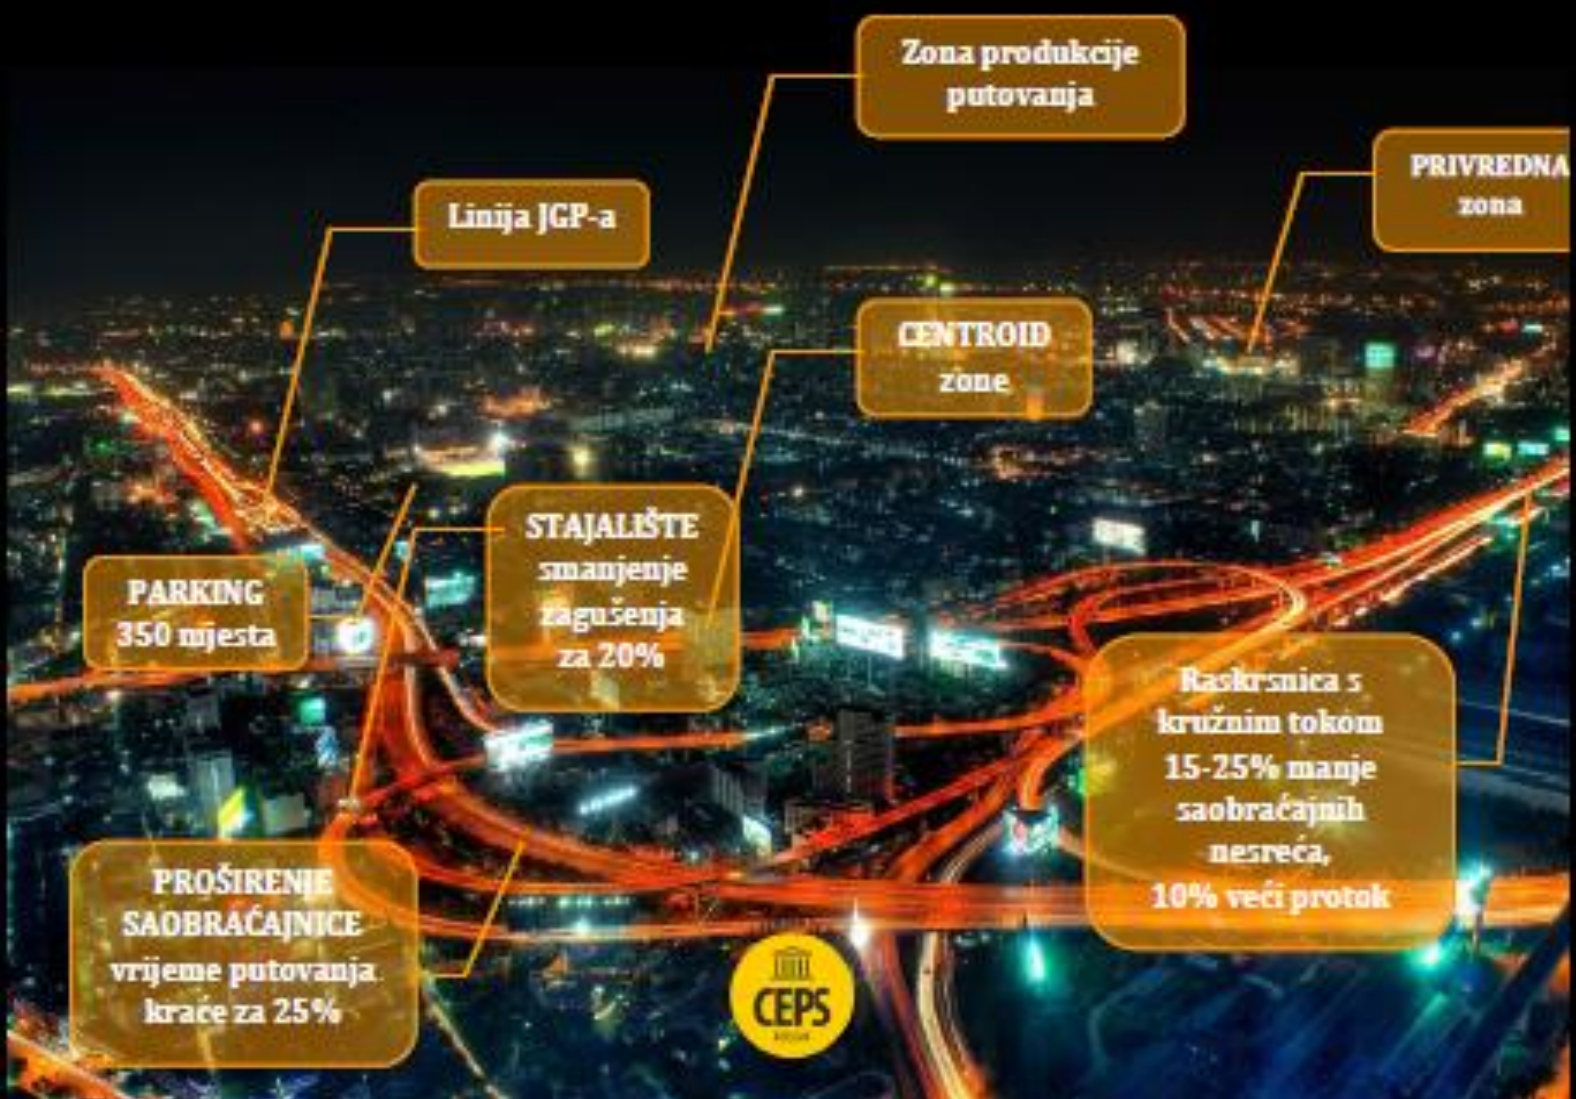 Zona produkcije
putovanja
PRIVREDNA
zona
Linija JGP-a
CENTROID
zone
STAJALIŠTE
smanjenje
zagušenja
za 20%
PARKING
350 mjesta
Raskrsnica s
kružnim tokom
15-25% manje
saobraćajnih
nesreća,
10% veći protok
PROŠIRENJE
SAOBRAĆAJNICE
vrijeme putovanja
kraće za 25%
CEPS